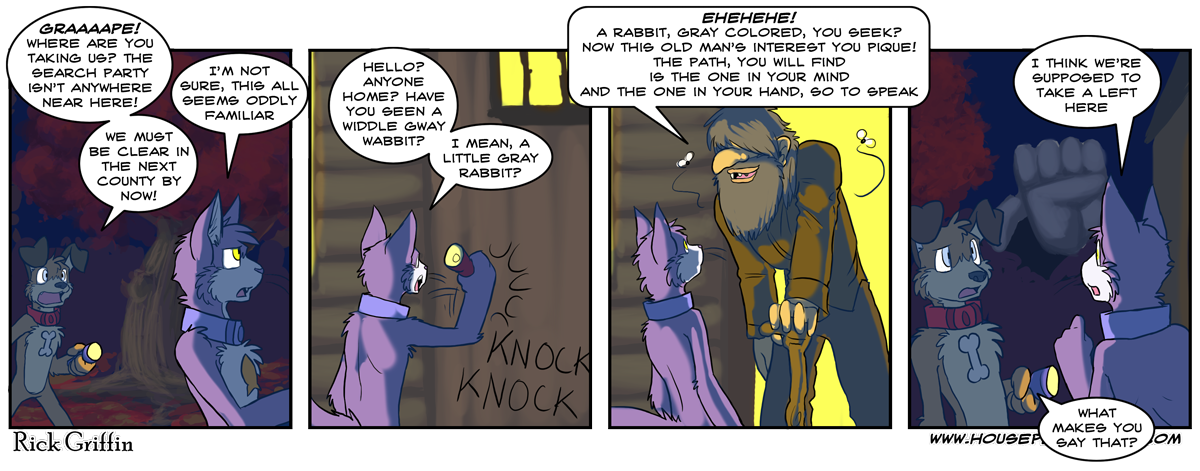 GRAAAAPE!
WHERE ARE YOU
TAKING US? THE
SEARCH PARTY
ISN'T ANYWHERE
NEAR HERE!
I'M NOT
SURE, THIS ALL
SEEMS ODDLY
FAMILIAR
WE MUST
BE CLEAR IN
THE NEXT
COUNTY BY
NOW!
HELLO?
ANYONE
HOME? HAVE
YOU SEEN A
WIDDLE GWAY
WABBIT?
I MEAN, A
LITTLE GRAY
RABBIT?
KNOCK
KNOCK
EHEHEHE!
A RABBIT, GRAY COLORED, YOU SEEK?
NOW THIS OLD MAN'S INTEREST YOU PIQUE!
THE PATH, YOU WILL FIND
IS THE ONE IN YOUR MIND
AND THE ONE IN YOUR HAND, SO TO SPEAK
I THINK WE'RE
SUPPOSED TO
TAKE A LEFT
HERE
WHAT
MAKES YOU
SAY THAT?
Rick Griffin